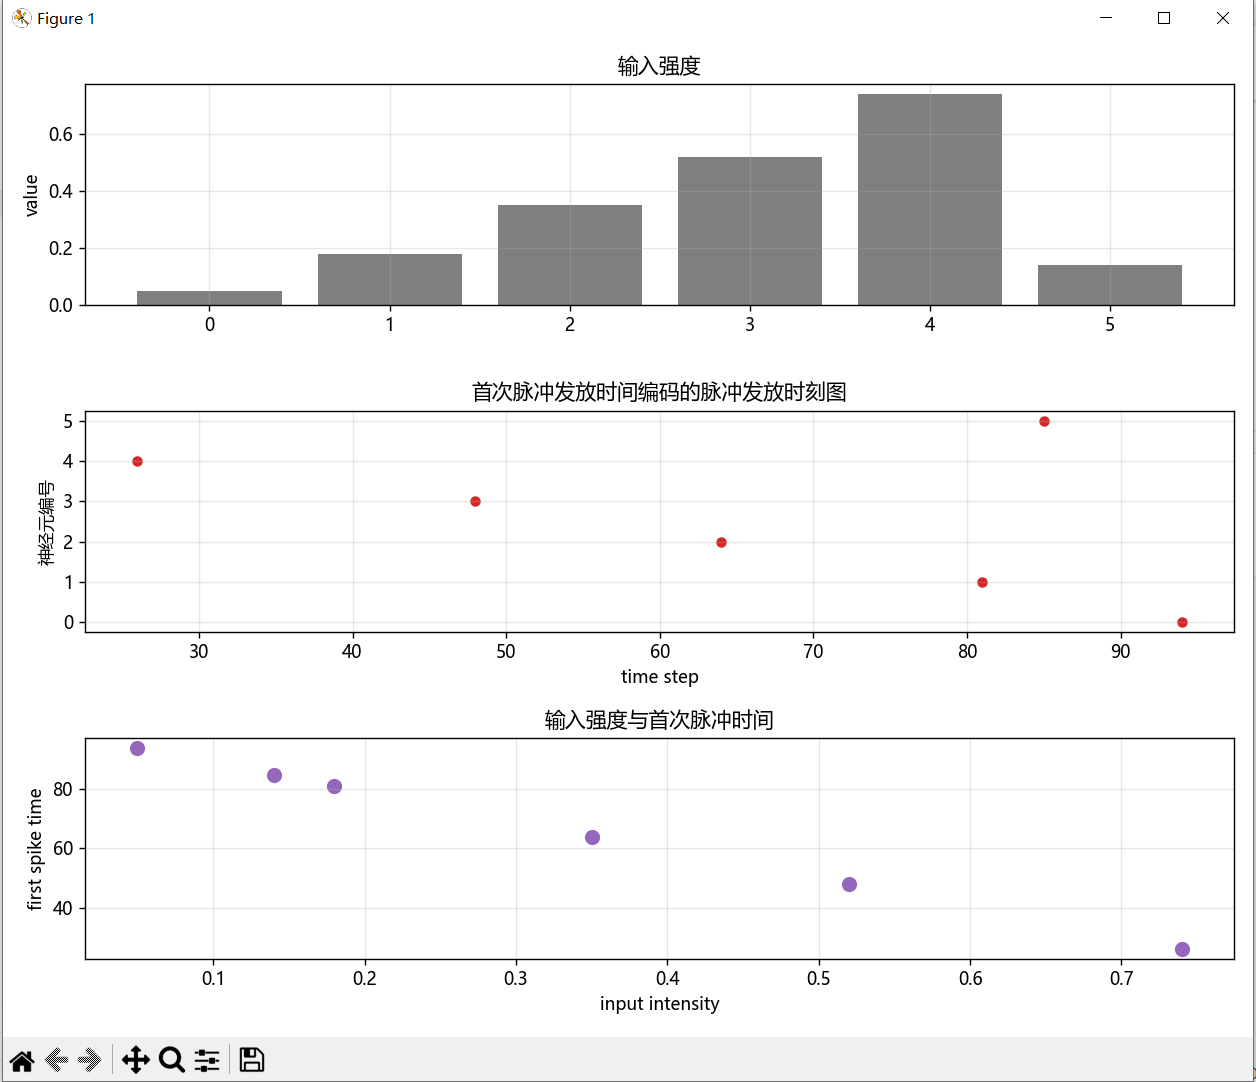 Figure 1
输入强度
0.6
0.4
0.2
0.0
value
0 1 2 3 4 5
首次脉冲发放时间编码的脉冲发放时刻图
5
4
3
2
1
0
神经元编号
30 40 50 60 70 80 90
time step
输入强度与首次脉冲时间
80
60
40
first spike time
0.1 0.2 0.3 0.4 0.5 0.6 0.7
input intensity